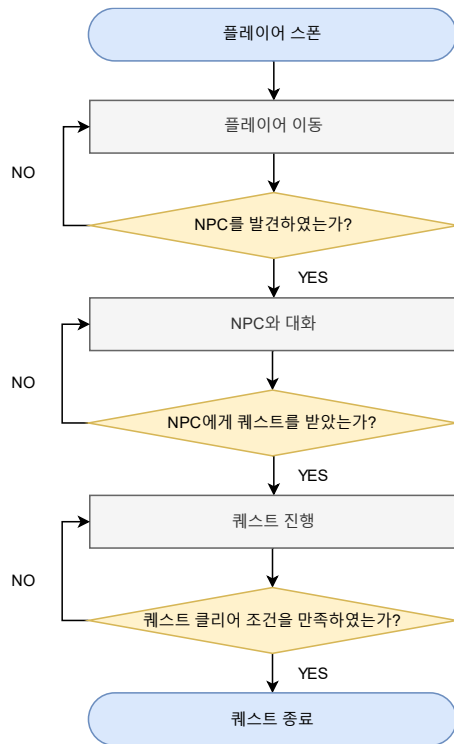 플레이어 스폰
플레이어 이동
NO
NPC를 발견하였는가?
YES
NPC와 대화
NO
NPC에게 퀘스트를 받았는가?
YES
퀘스트 진행
NO
퀘스트 클리어 조건을 만족하였는가?
YES
퀘스트 종료